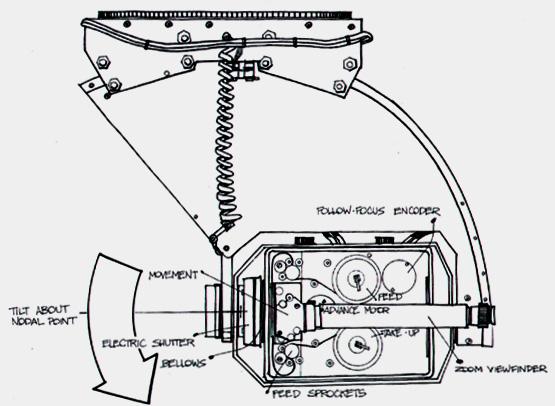 FOLLOW-FOCUS ENCODER
MOVEMENT
FEED
ADVANCE MOTOR
TILT ABOUT
NODAL POINT
TAKE-UP
ELECTRIC SHUTTER
BELLOWS
ZOOM VIEWFINDER
FEED SPROCKETS